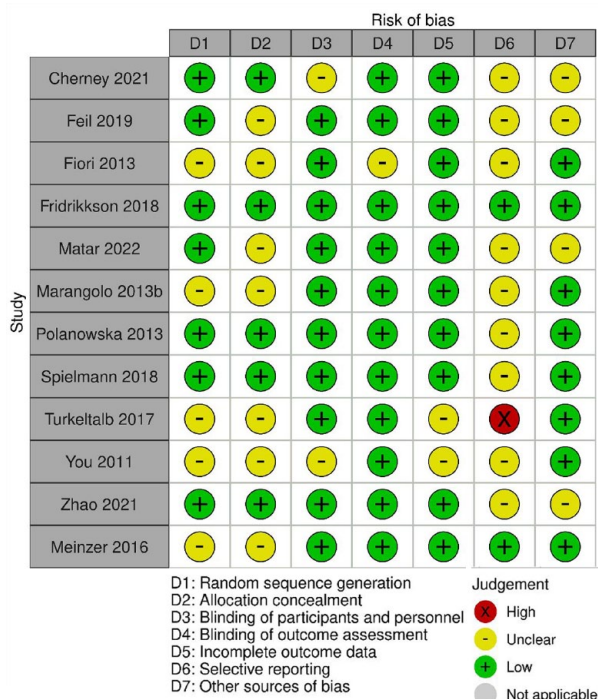 Risk of bias
D1 D2 D3 D4 D5 D6 D7
Study
Cherney 2021 + + - + + - -
Feil 2019 + - + + + - -
Fiori 2013 - - + - + - +
Fridrikkson 2018 + + + + + + +
Matar 2022 + - + + + - -
Marangolo 2013b - - + + + - +
Polanowska 2013 + + + + + - +
Spielmann 2018 + + + + + - +
Turkeltalb 2017 - - + + - X +
You 2011 - - - + - - +
Zhao 2021 + + + + + - -
Meinzer 2016 - - + + + + +
D1: Random sequence generation
D2: Allocation concealment
D3: Blinding of participants and personnel
D4: Blinding of outcome assessment
D5: Incomplete outcome data
D6: Selective reporting
D7: Other sources of bias
Judgement
X High
- Unclear
+ Low
Not applicable